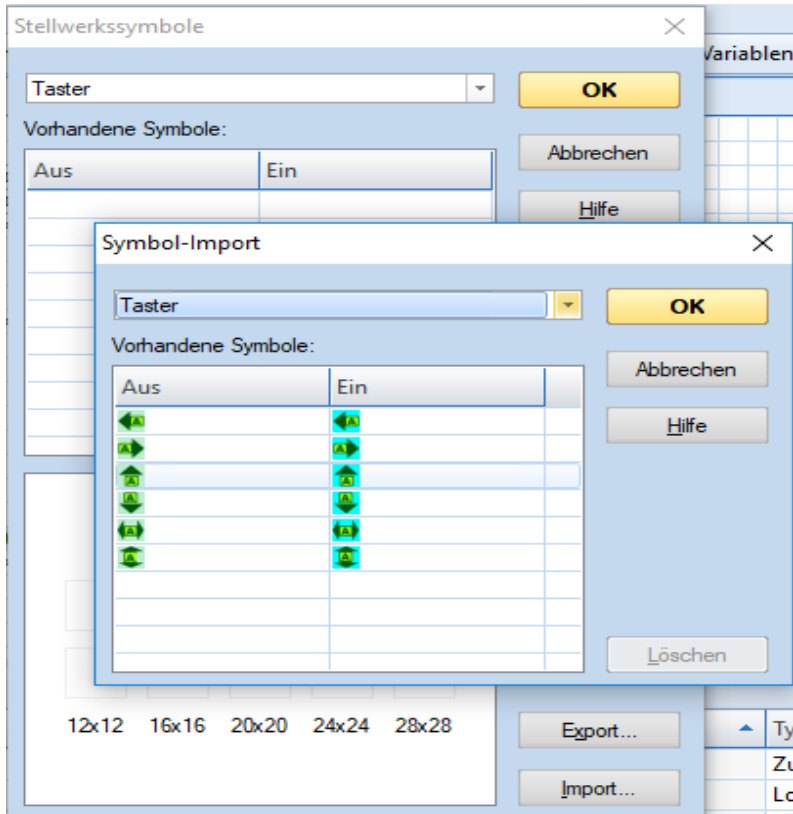 Stellwerkssymbole
Variablen
Taster
OK
Vorhandene Symbole:
Abbrechen
Aus Ein
Hilfe
Symbol-Import
Taster
OK
Vorhandene Symbole:
Abbrechen
Aus Ein
Hilfe
A A
A A
A A
A A
A A
A A
Löschen
12x12 16x16 20x20 24x24 28x28
Export...
Ty
Zu
Import...
Lo